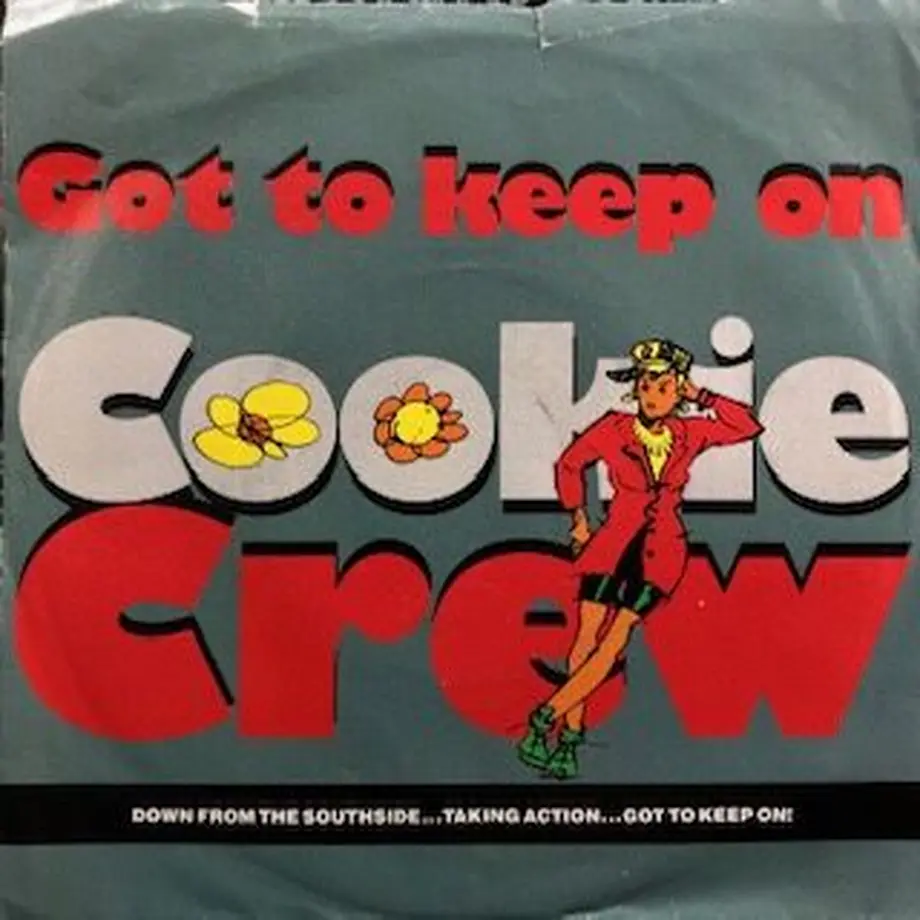 Got to keep on
Cookie
Crew
DOWN FROM THE SOUTHSIDE...TAKING ACTION...GOT TO KEEP ON!